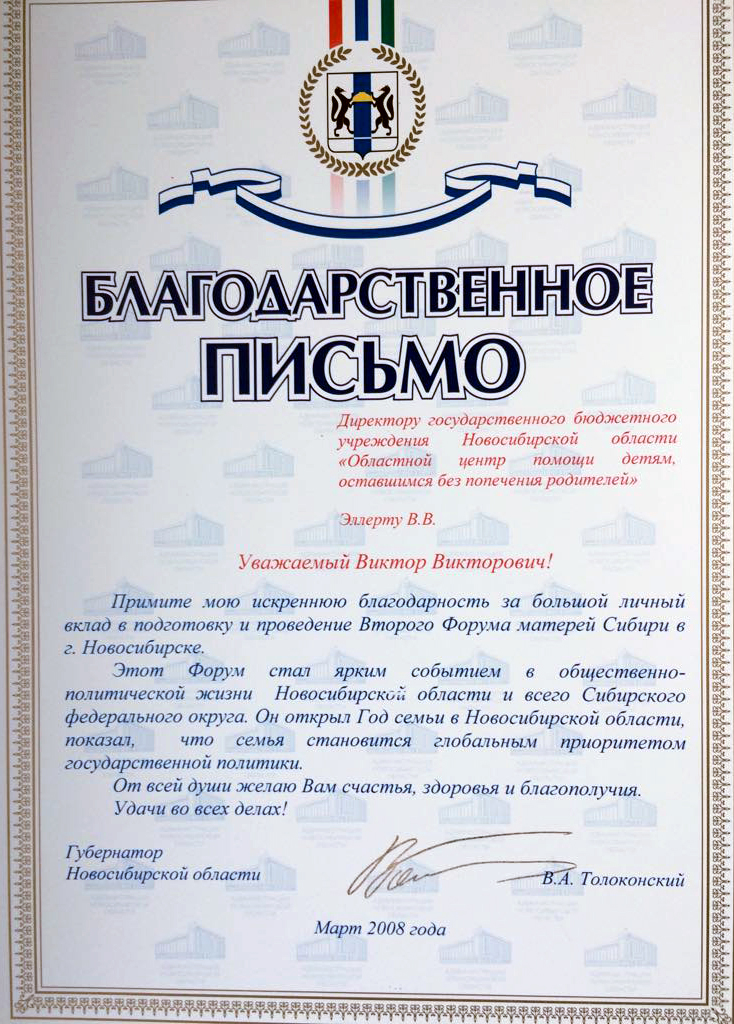 БЛАГОДАРСТВЕННОЕ
ПИСЬМО
Директору государственного бюджетного
учреждения Новосибирской области
«Областной центр помощи детям,
оставшимся без попечения родителей»
Эллерту В.В.
Уважаемый Виктор Викторович!
Примите мою искреннюю благодарность за большой личный
вклад в подготовку и проведение Второго Форума матерей Сибири в
г. Новосибирске.
Этот Форум стал ярким событием в общественно-
политической жизни Новосибирской области и всего Сибирского
федерального округа. Он открыл Год семьи в Новосибирской области,
показал, что семья становится глобальным приоритетом
государственной политики.
От всей души желаю Вам счастья, здоровья и благополучия.
Удачи во всех делах!
Губернатор
Новосибирской области
В.А. Толоконский
Март 2008 года